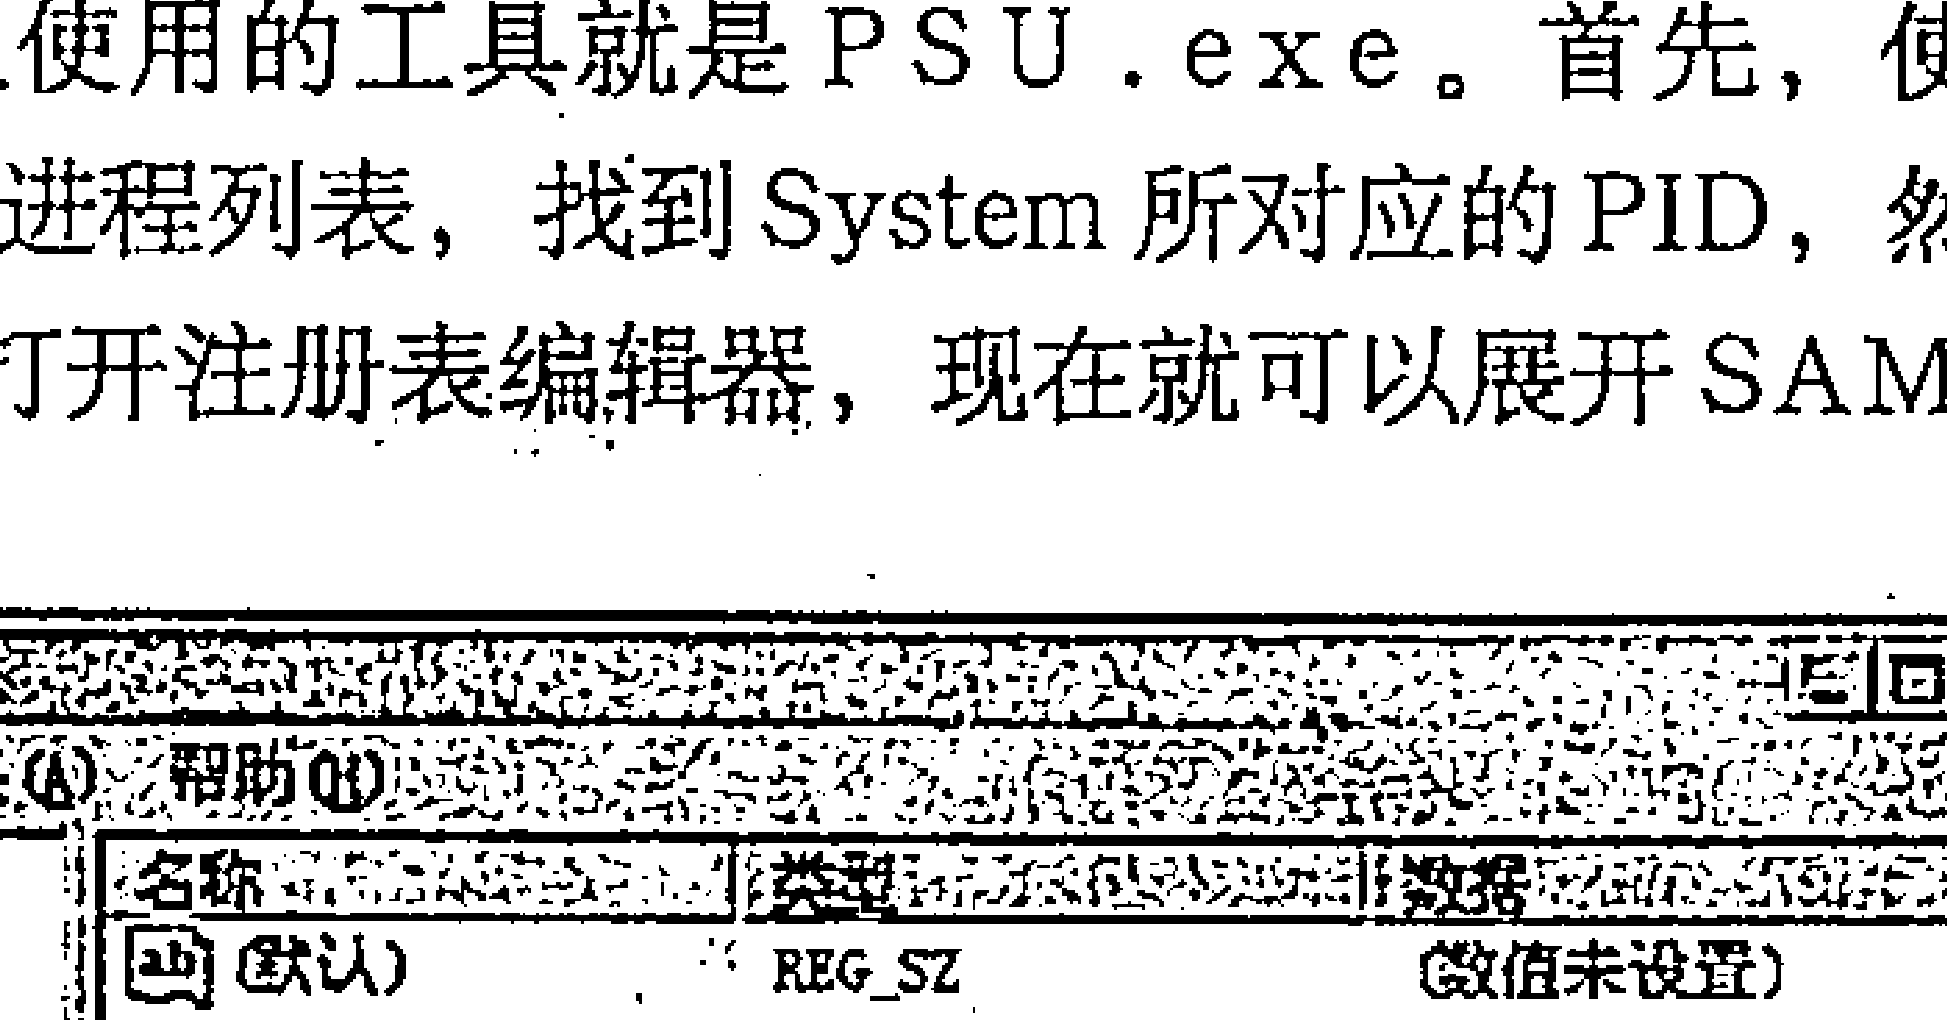 使用的工具就是PSU.exe。首先，使
进程列表，找到System所对应的PID，然
打开注册表编辑器，现在就可以展开SAM
(A) 帮助(H)
名称 类型 数据
ab (默认) REG_SZ (数值未设置)